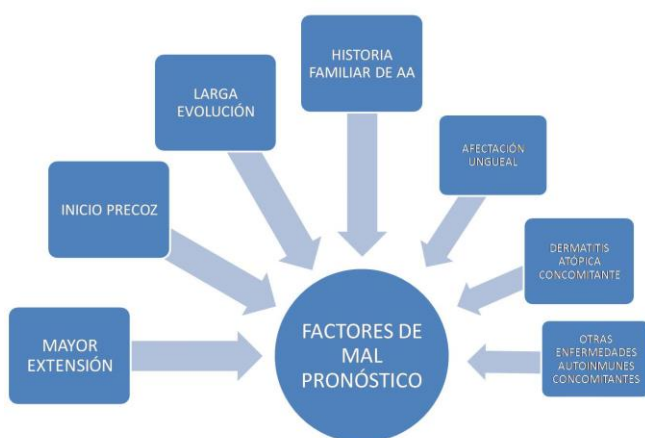 HISTORIA
FAMILIAR DE AA
LARGA
EVOLUCIÓN
AFECTACIÓN
UNGUEAL
INICIO PRECOZ
DERMATITIS
ATÓPICA
CONCOMITANTE
MAYOR
EXTENSIÓN
FACTORES DE
MAL
PRONÓSTICO
OTRAS
ENFERMEDADES
AUTOINMUNES
CONCOMITANTES